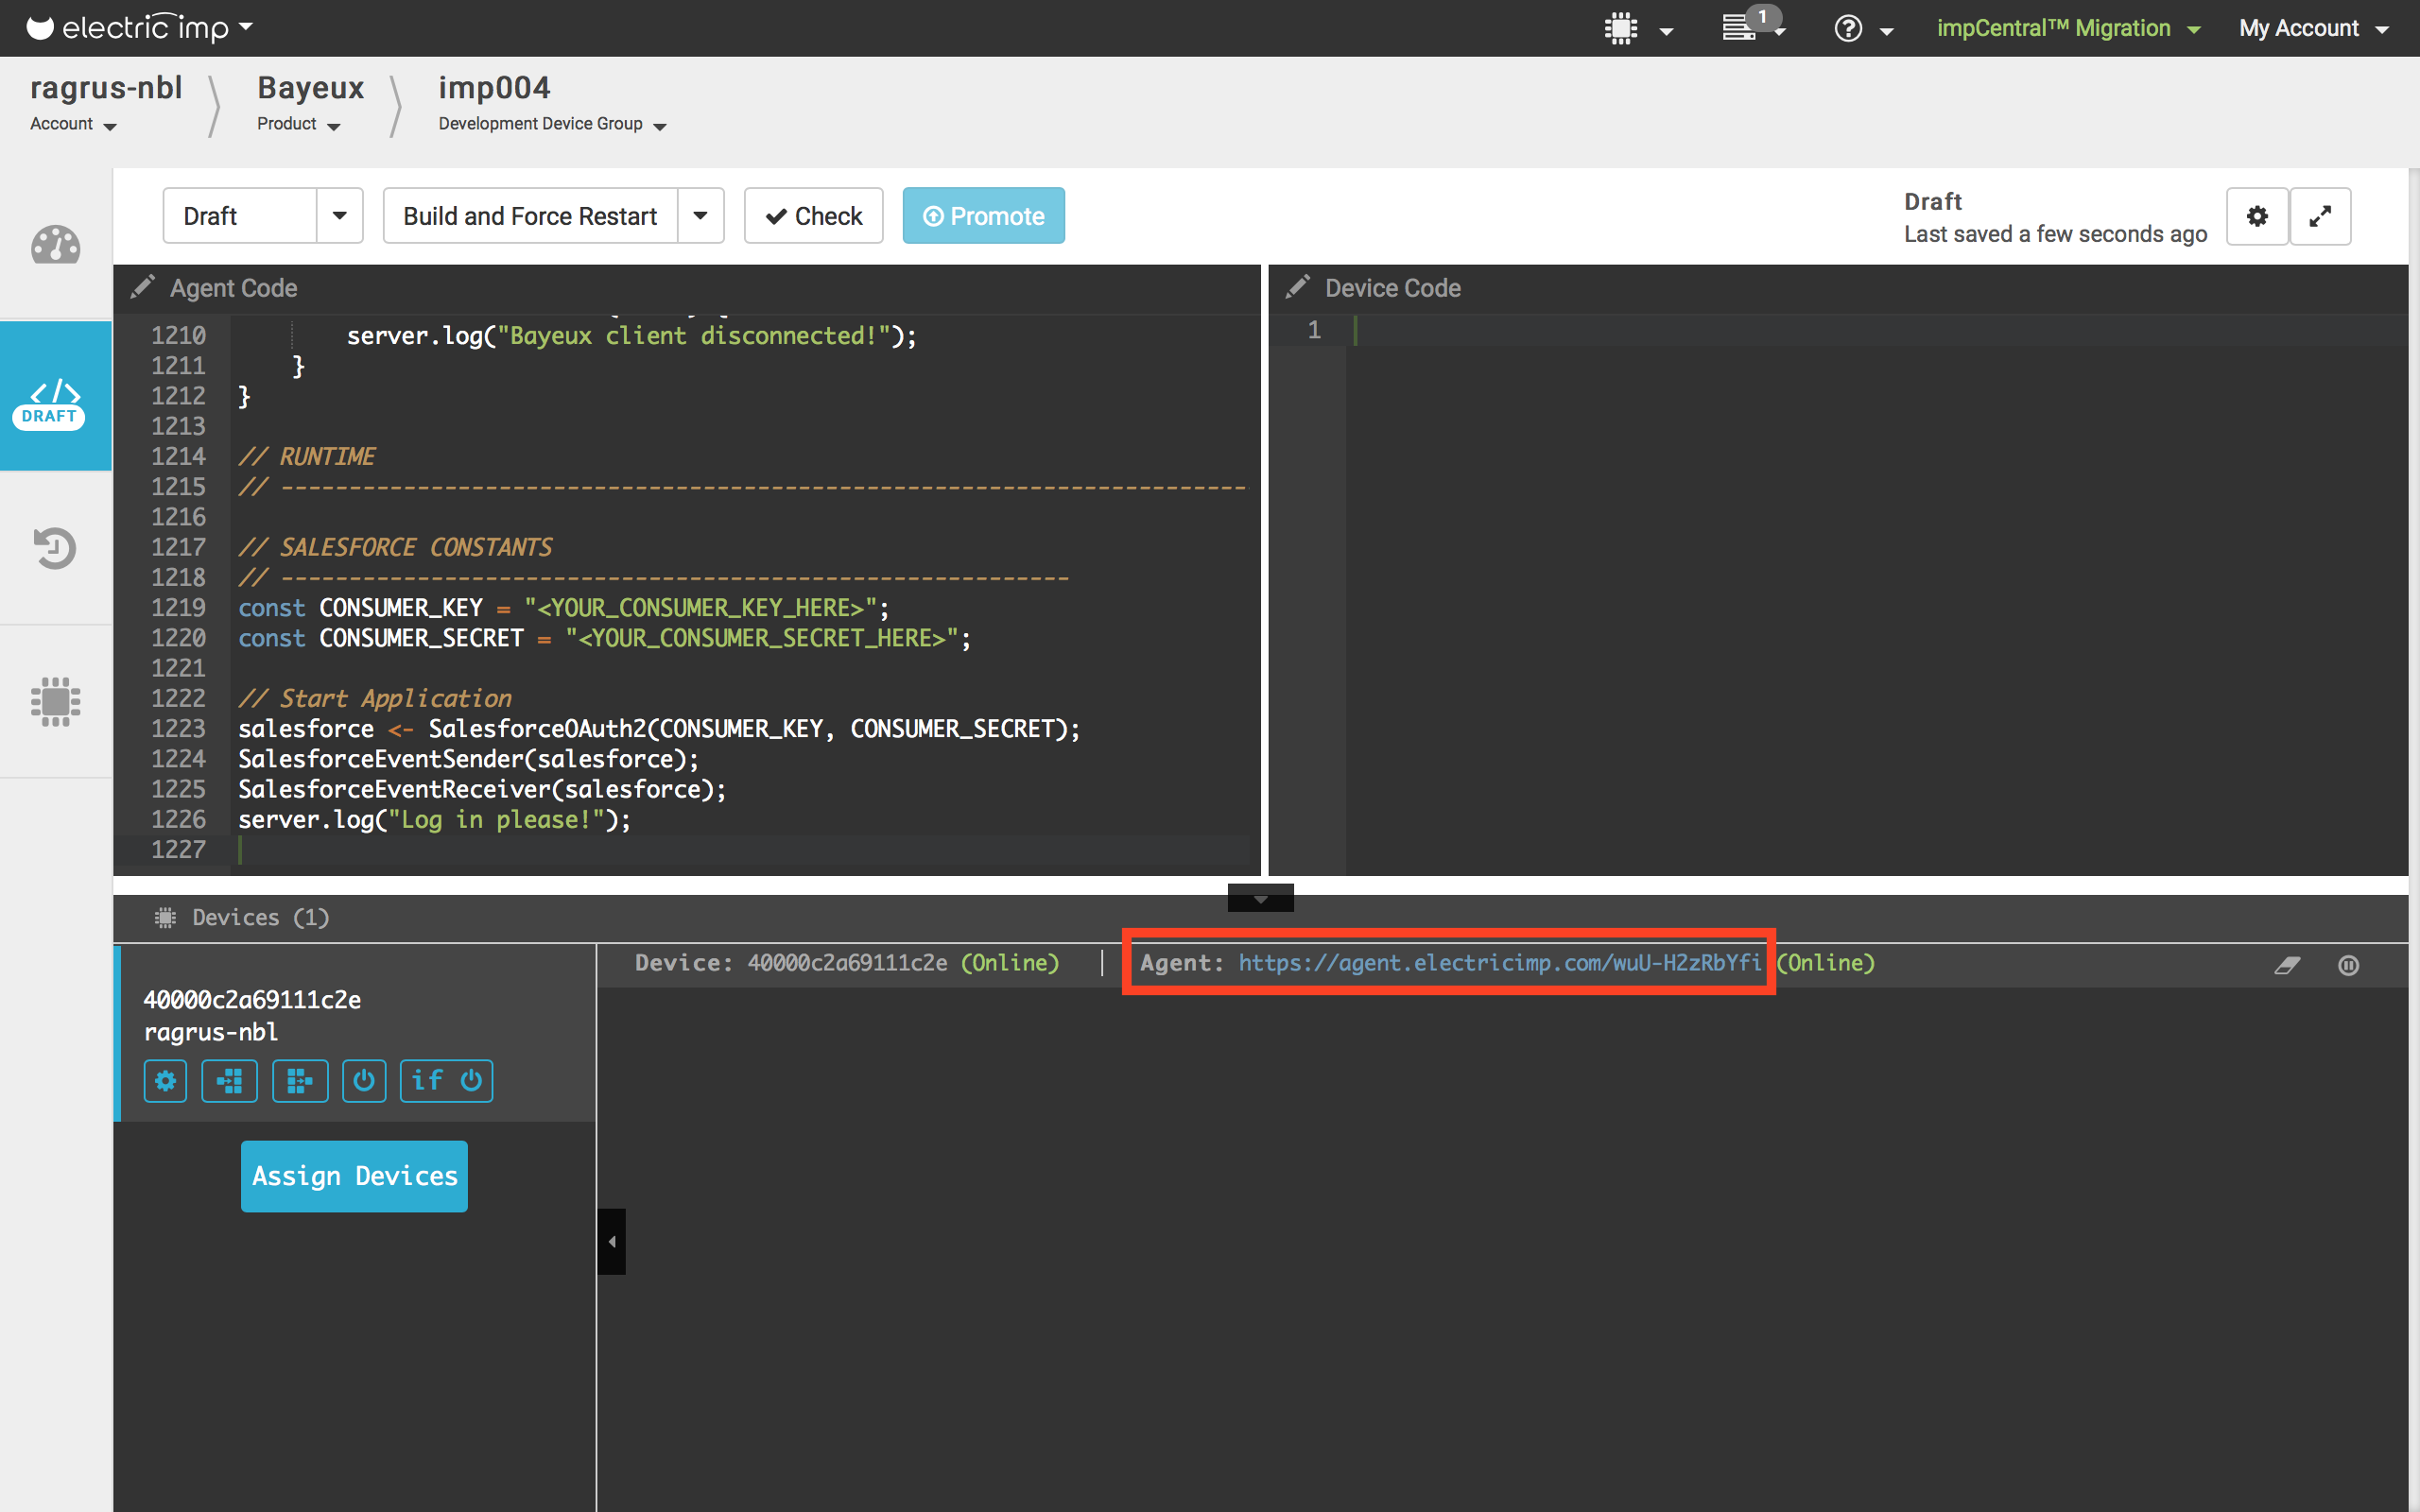 electric imp
1
impCentral™ Migration
My Account
ragrus-nbl
Bayeux
imp004
Account
Product
Development Device Group
Draft
Build and Force Restart
Check
Promote
Draft
Last saved a few seconds ago
DRAFT
Agent Code
1210 server.log("Bayeux client disconnected!");
1211 }
1212 }
1213
1214 // RUNTIME
1215 // -----------------------------------------------------------------------
1216
1217 // SALESFORCE CONSTANTS
1218 // ----------------------------------------------------------
1219 const CONSUMER_KEY = "<YOUR_CONSUMER_KEY_HERE>";
1220 const CONSUMER_SECRET = "<YOUR_CONSUMER_SECRET_HERE>";
1221
1222 // Start Application
1223 salesforce <- SalesforceOAuth2(CONSUMER_KEY, CONSUMER_SECRET);
1224 SalesforceEventSender(salesforce);
1225 SalesforceEventReceiver(salesforce);
1226 server.log("Log in please!");
1227
Device Code
1
Devices (1)
40000c2a69111c2e
ragrus-nbl
if
Assign Devices
Device: 40000c2a69111c2e (Online) | Agent: https://agent.electricimp.com/wuU-H2zRbYfi (Online)